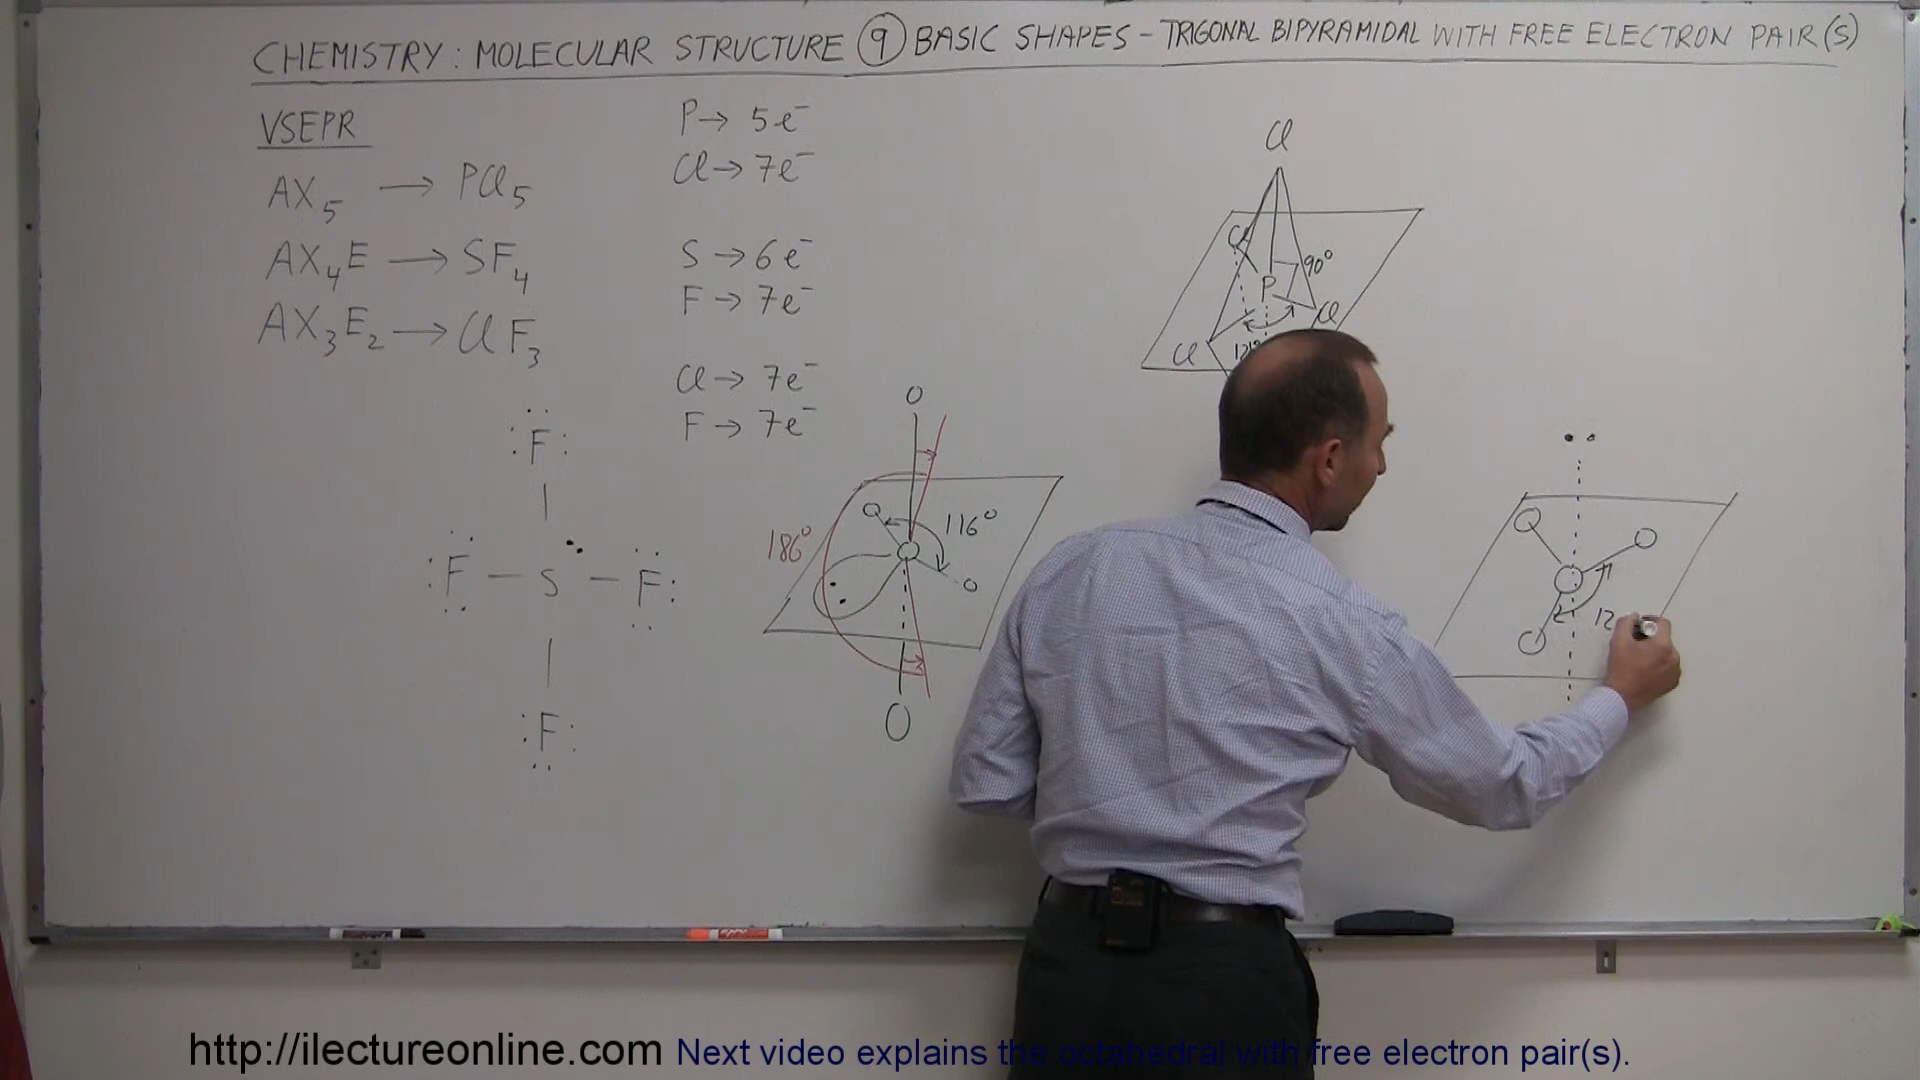 CHEMISTRY : MOLECULAR STRUCTURE 9 BASIC SHAPES - TRIGONAL BIPYRAMIDAL WITH FREE ELECTRON PAIR(S)
VSEPR
AX₅ → PCl₅
AX₄E → SF₄
AX₃E₂ → ClF₃
P → 5e⁻
Cl → 7e⁻
S → 6e⁻
F → 7e⁻
Cl → 7e⁻
F → 7e⁻
F
F — S — F
F
186°
116°
Cl
Cl
P
90°
Cl
Cl
12
http://ilectureonline.com Next video explains the octahedral with free electron pair(s).